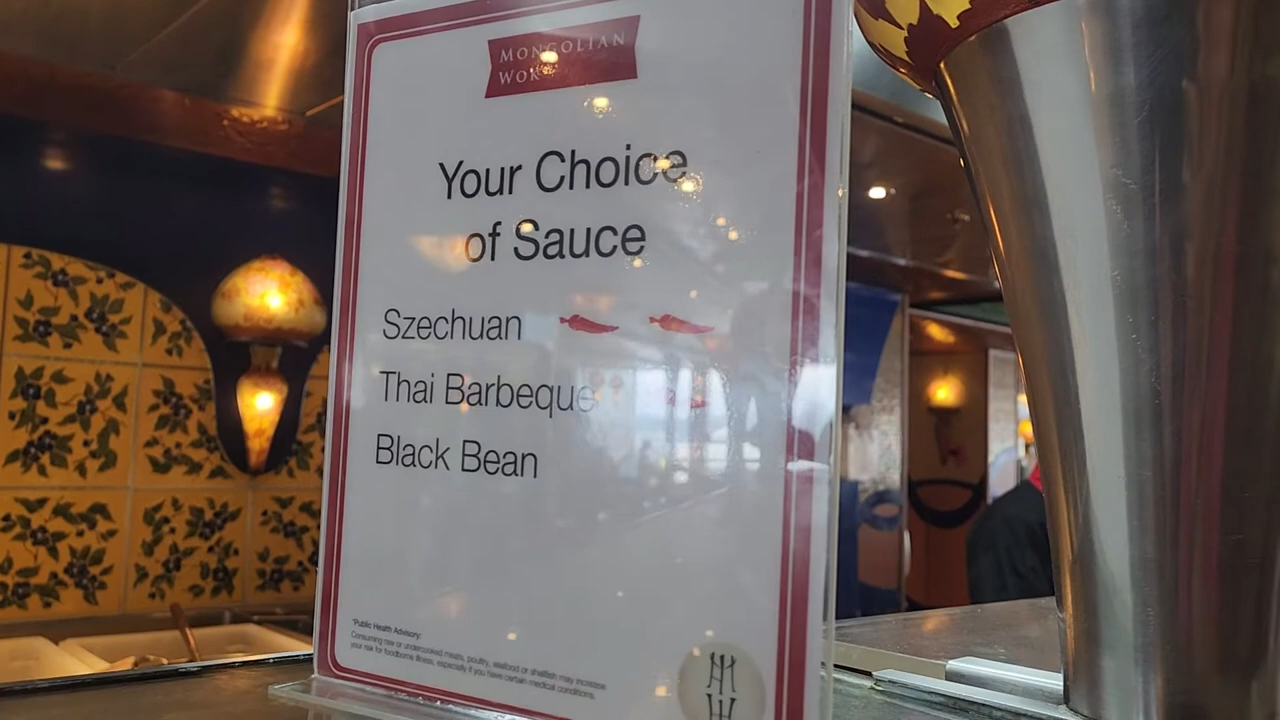 MONGOLIAN
WOK
Your Choice
of Sauce
Szechuan
Thai Barbeque
Black Bean
*Public Health Advisory:
Consuming raw or undercooked meats, poultry, seafood or shellfish may increase
your risk for foodborne illness, especially if you have certain medical conditions.